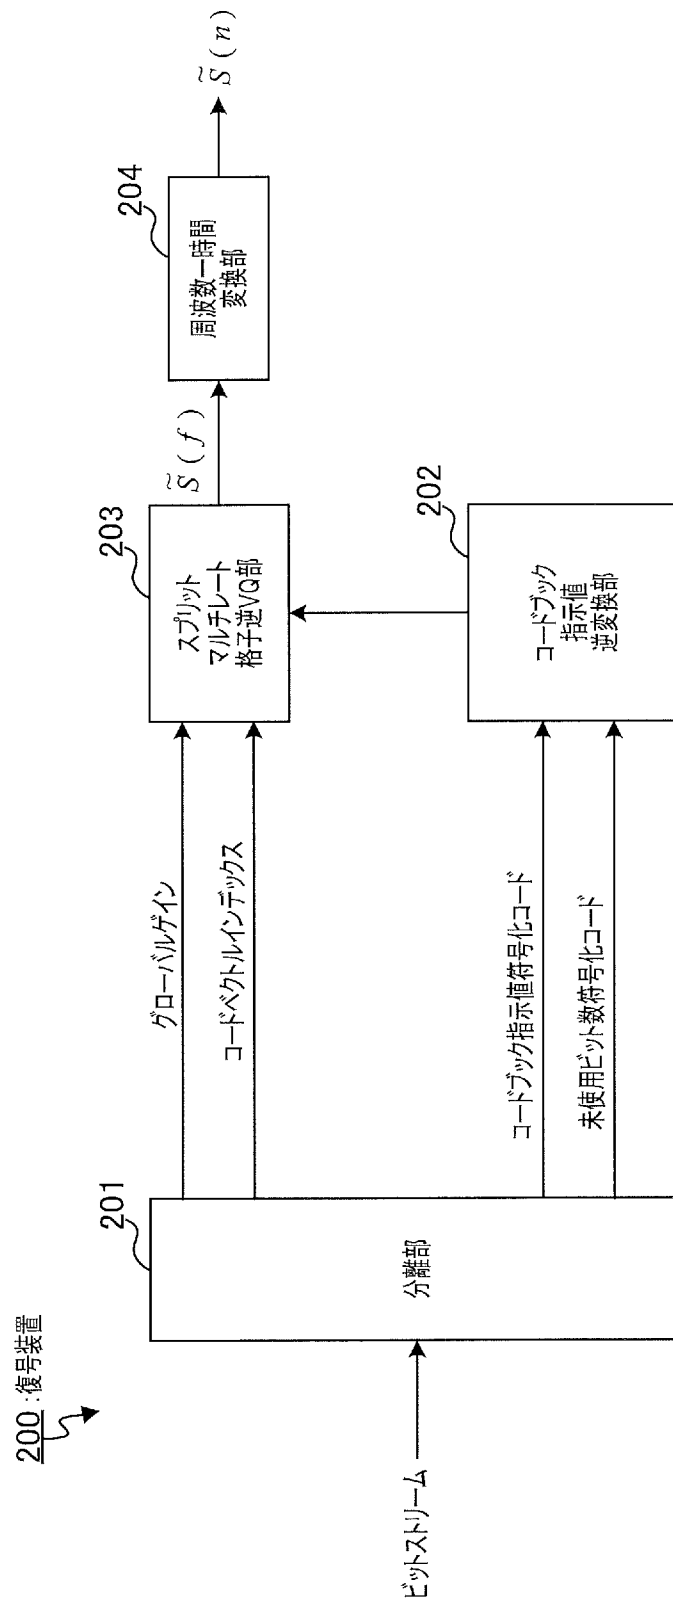 200:復号装置
ビットストリーム
201
分離部
グローバルゲイン
コードベクトルインデックス
コードブック指示値符号化コード
未使用ビット数符号化コード
203
スプリット
マルチレート
格子逆VQ部
202
コードブック
指示値
逆変換部
S̃(f)
204
周波数ー時間
変換部
S̃(n)